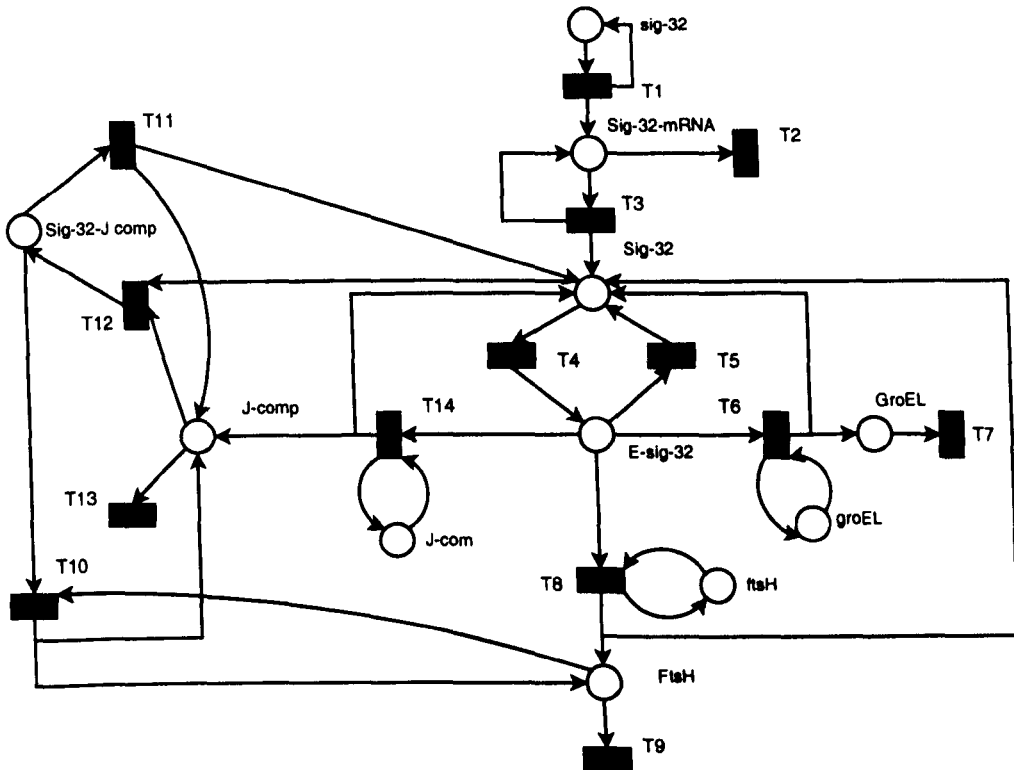 sig-32
T1
Sig-32-mRNA
T2
T11
T3
Sig-32-J comp
Sig-32
T12
T4
T5
J-comp
T14
T6
GroEL
E-sig-32
T7
T13
J-com
groEL
T10
T8
ftsH
FtsH
T9